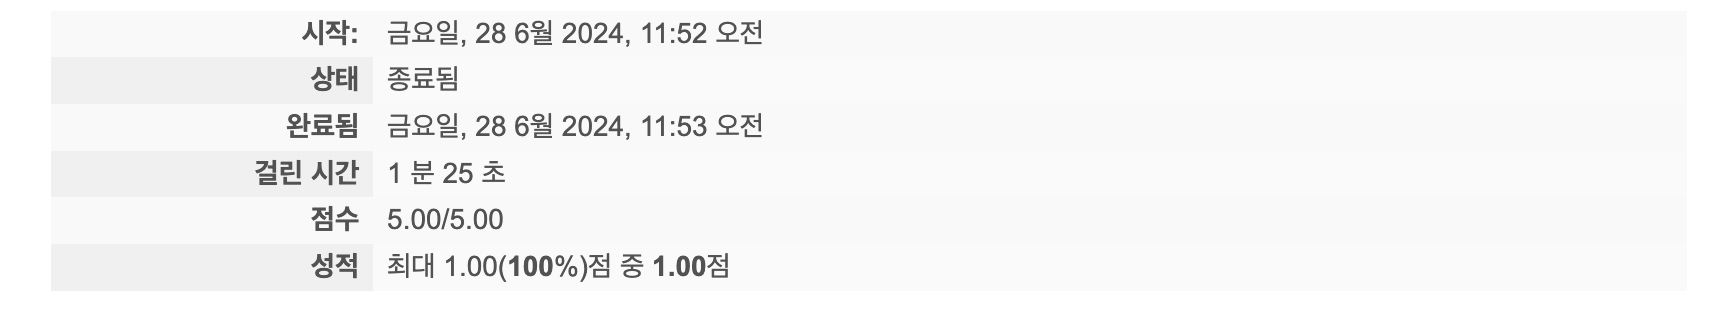 시작: 금요일, 28 6월 2024, 11:52 오전
상태 종료됨
완료됨 금요일, 28 6월 2024, 11:53 오전
걸린 시간 1 분 25 초
점수 5.00/5.00
성적 최대 1.00(100%)점 중 1.00점